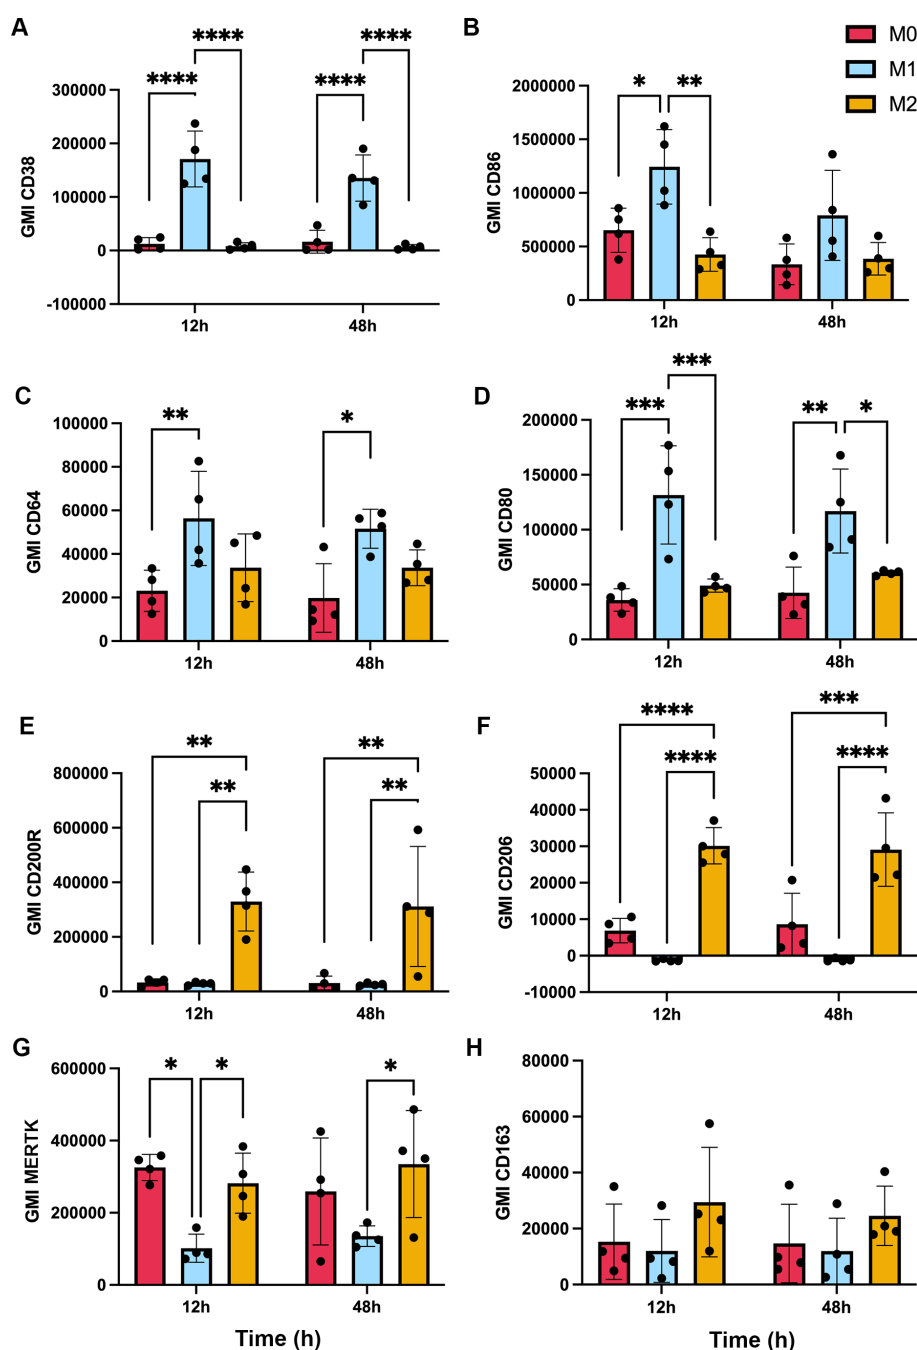 A
**** ****
**** ****
GMI CD38
300000
200000
100000
0
-100000
12h 48h
B
M0
M1
M2
* **
GMI CD86
2000000
1500000
1000000
500000
0
12h 48h
C
** *
GMI CD64
100000
80000
60000
40000
20000
0
12h 48h
D
***
*** ** *
GMI CD80
200000
150000
100000
50000
0
12h 48h
E
** **
** **
GMI CD200R
800000
600000
400000
200000
0
12h 48h
F
**** ***
**** ****
GMI CD206
50000
40000
30000
20000
10000
0
-10000
12h 48h
G
* * *
GMI MERTK
600000
400000
200000
0
12h 48h
Time (h)
H
GMI CD163
80000
60000
40000
20000
0
12h 48h
Time (h)